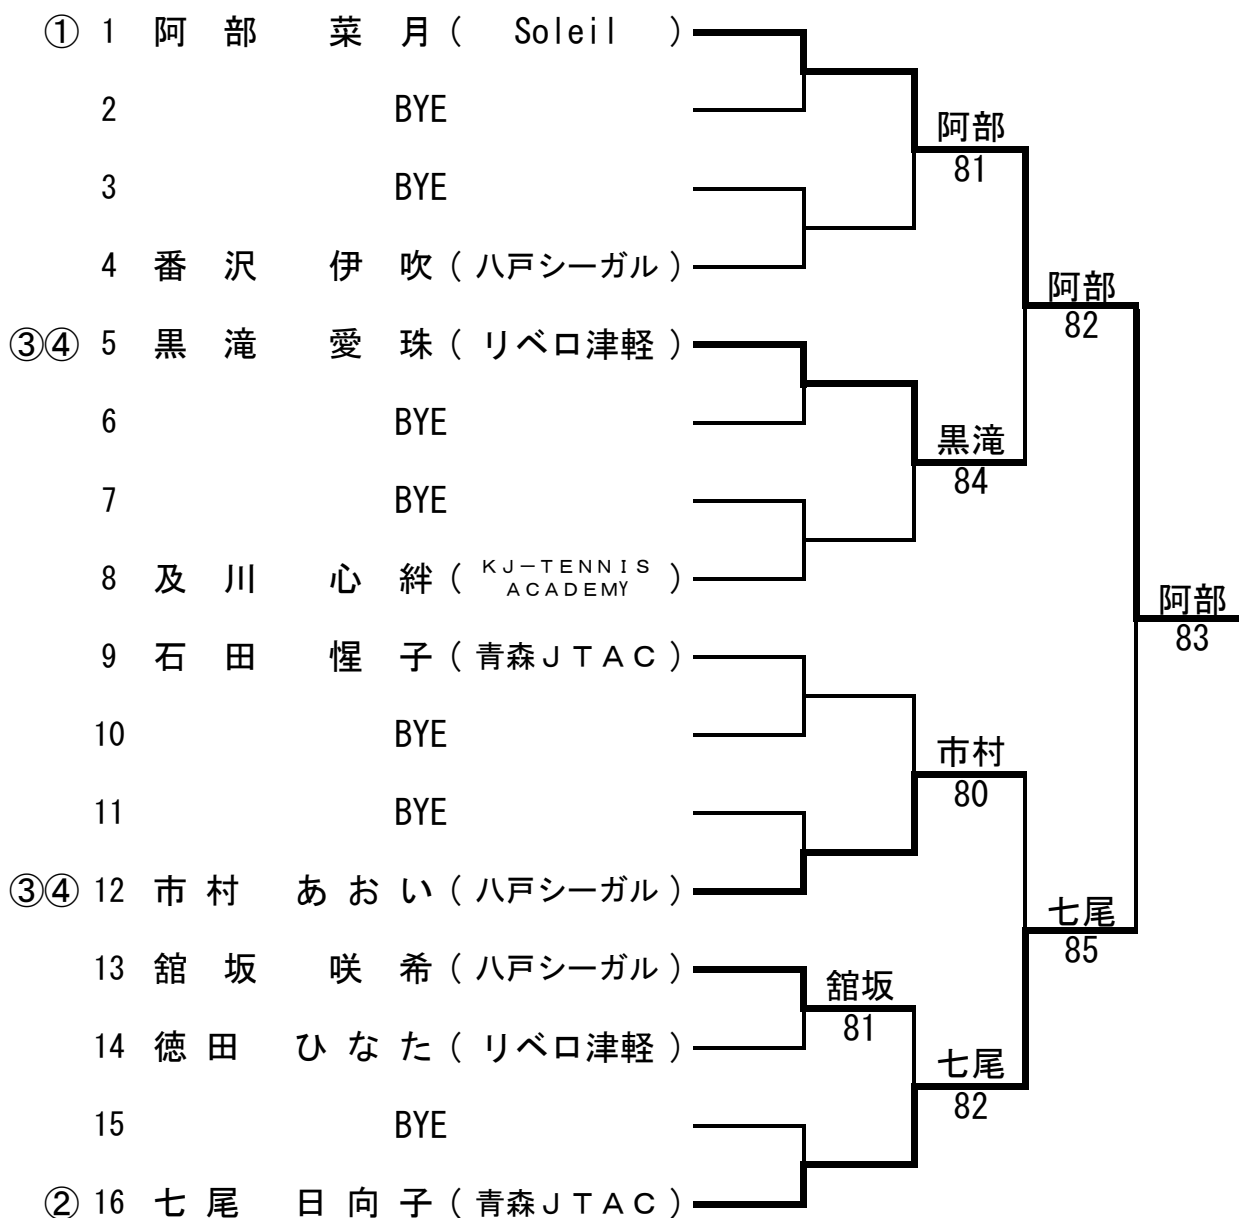 ① 1 阿部 菜月 ( Soleil )
2 BYE
阿部
81
3 BYE
4 番沢 伊吹 ( 八戸シーガル )
阿部
82
③④ 5 黒滝 愛珠 ( リベロ津軽 )
6 BYE
黒滝
84
7 BYE
8 及川 心絆 ( KJ-TENNIS ACADEMY )
阿部
83
9 石田 惺子 ( 青森JTAC )
10 BYE
市村
80
11 BYE
③④ 12 市村 あおい ( 八戸シーガル )
七尾
85
13 舘坂 咲希 ( 八戸シーガル )
舘坂
81
14 徳田 ひなた ( リベロ津軽 )
七尾
82
15 BYE
② 16 七尾 日向子 ( 青森JTAC )